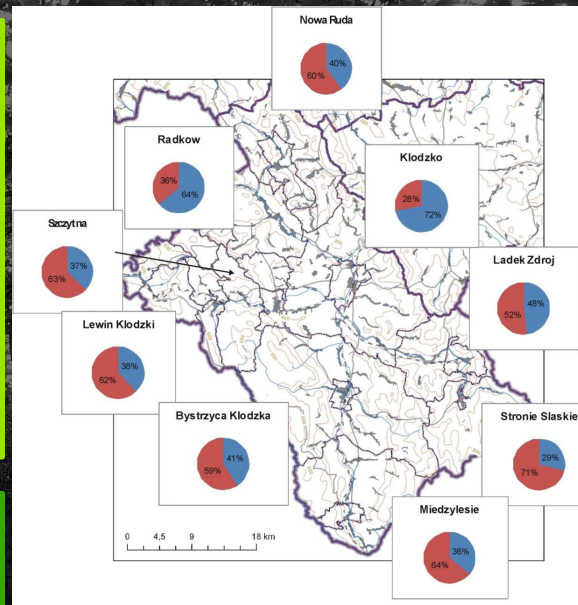 Nowa Ruda
40%
60%
Radkow
36%
64%
Klodzko
28%
72%
Szczytna
37%
63%
Ladek Zdroj
48%
52%
Lewin Klodzki
38%
62%
Bystrzyca Klodzka
41%
59%
Stronie Slaskie
29%
71%
Miedzylesie
36%
64%
0 4,5 9 18 km